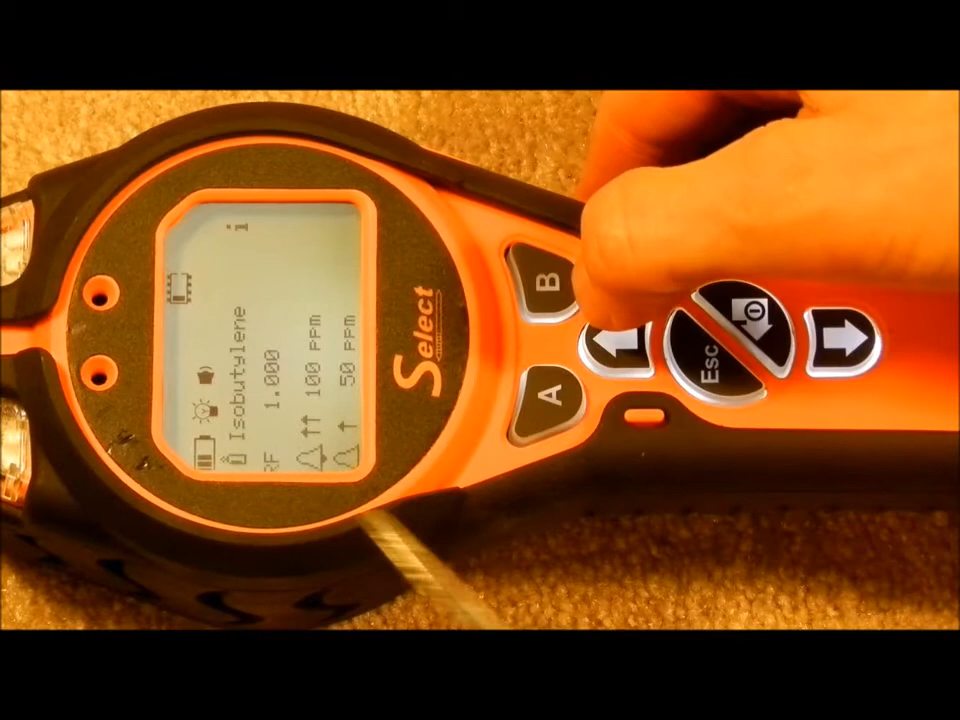 i
Isobutylene
RF 1.000
100 ppm
50 ppm
Select
B
A
Esc